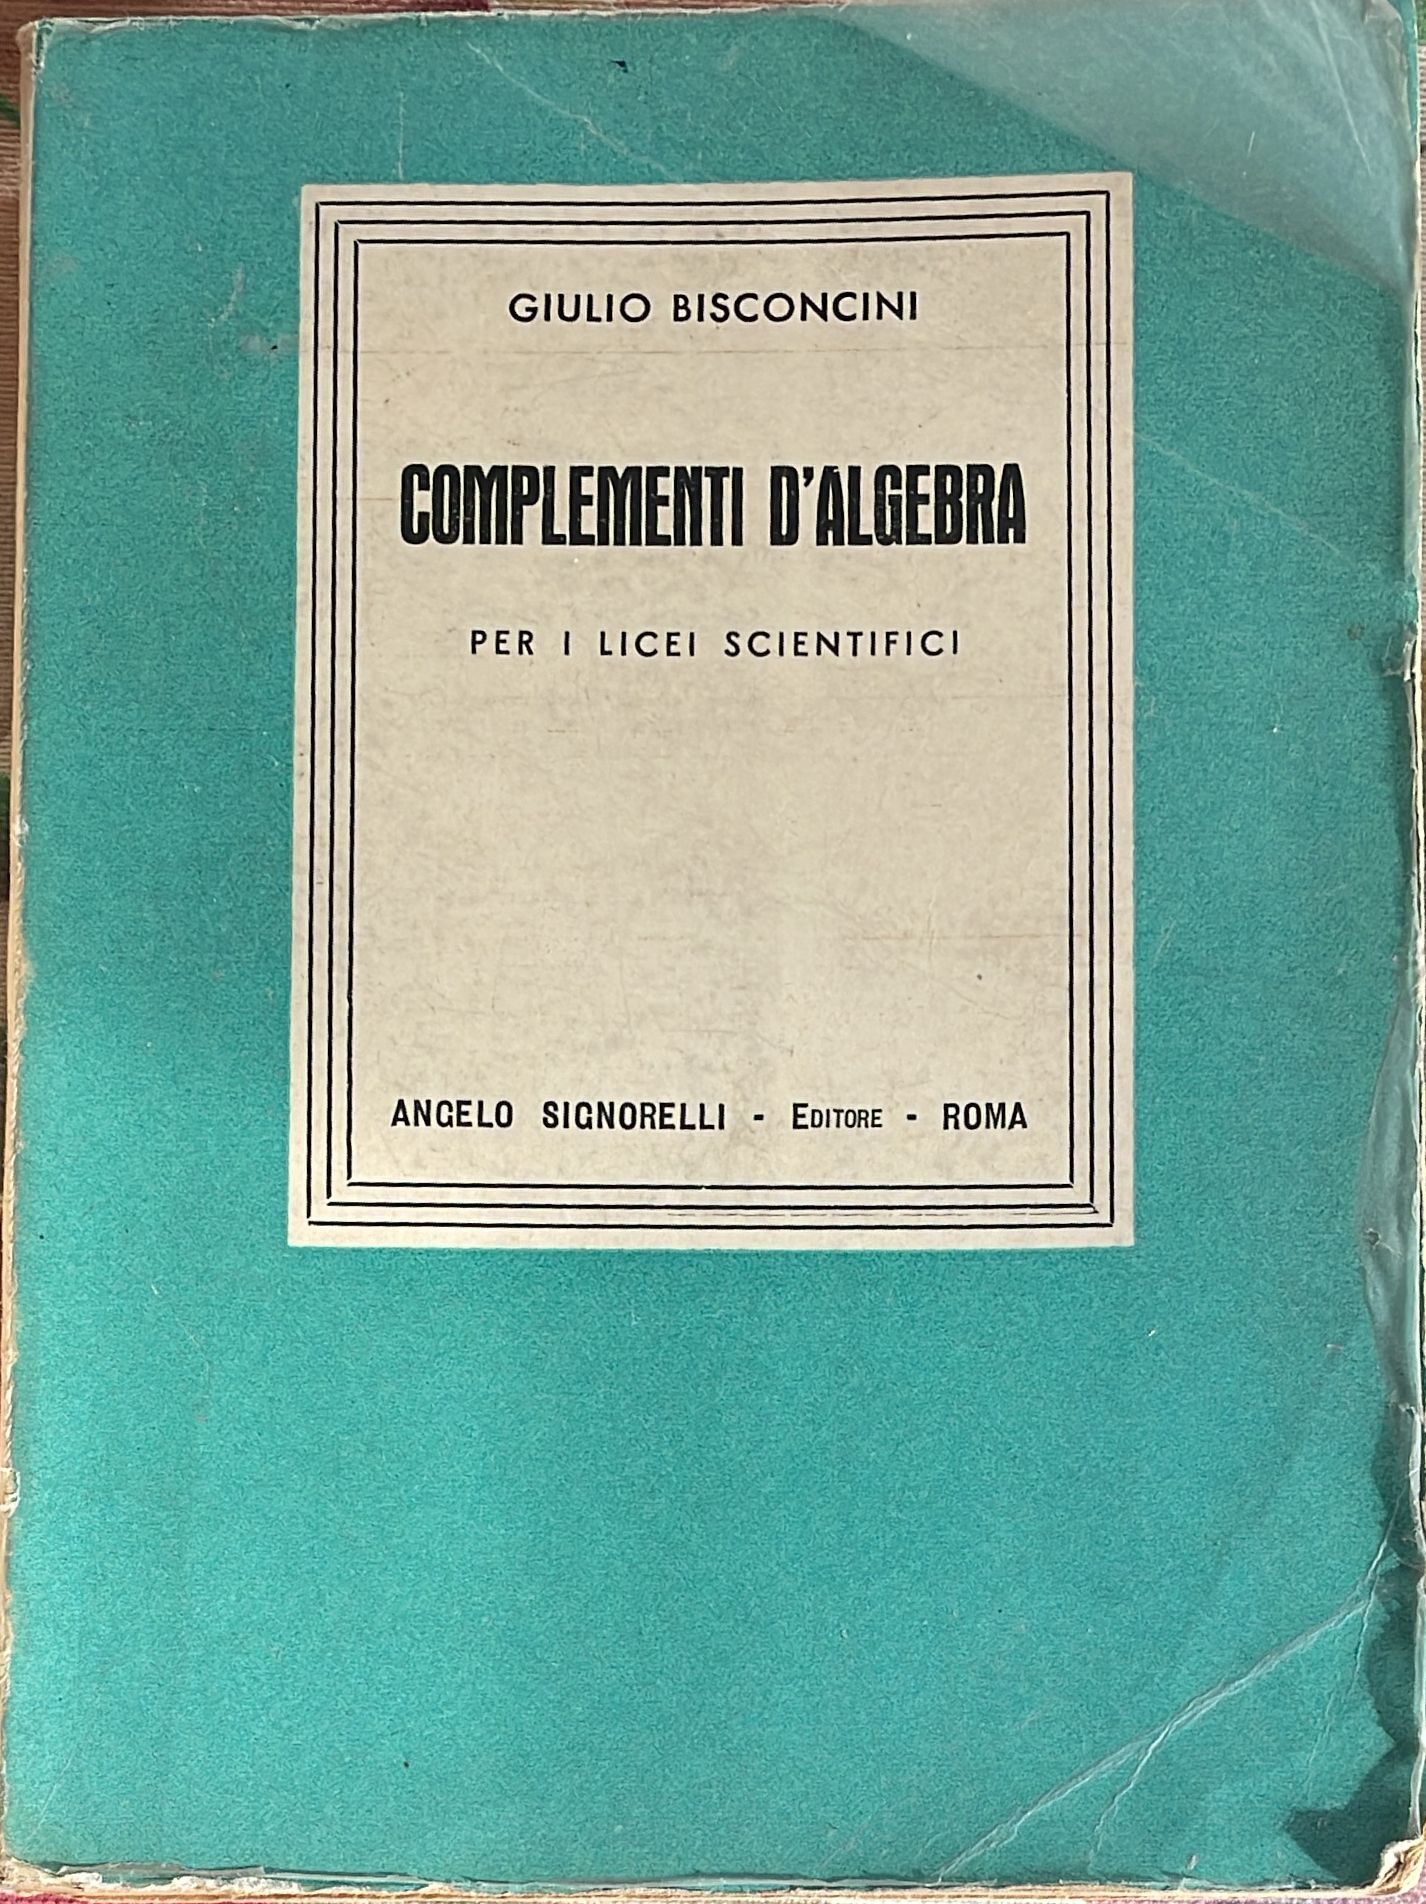 GIULIO BISCONCINI
COMPLEMENTI D'ALGEBRA
PER I LICEI SCIENTIFICI
ANGELO SIGNORELLI - EDITORE - ROMA